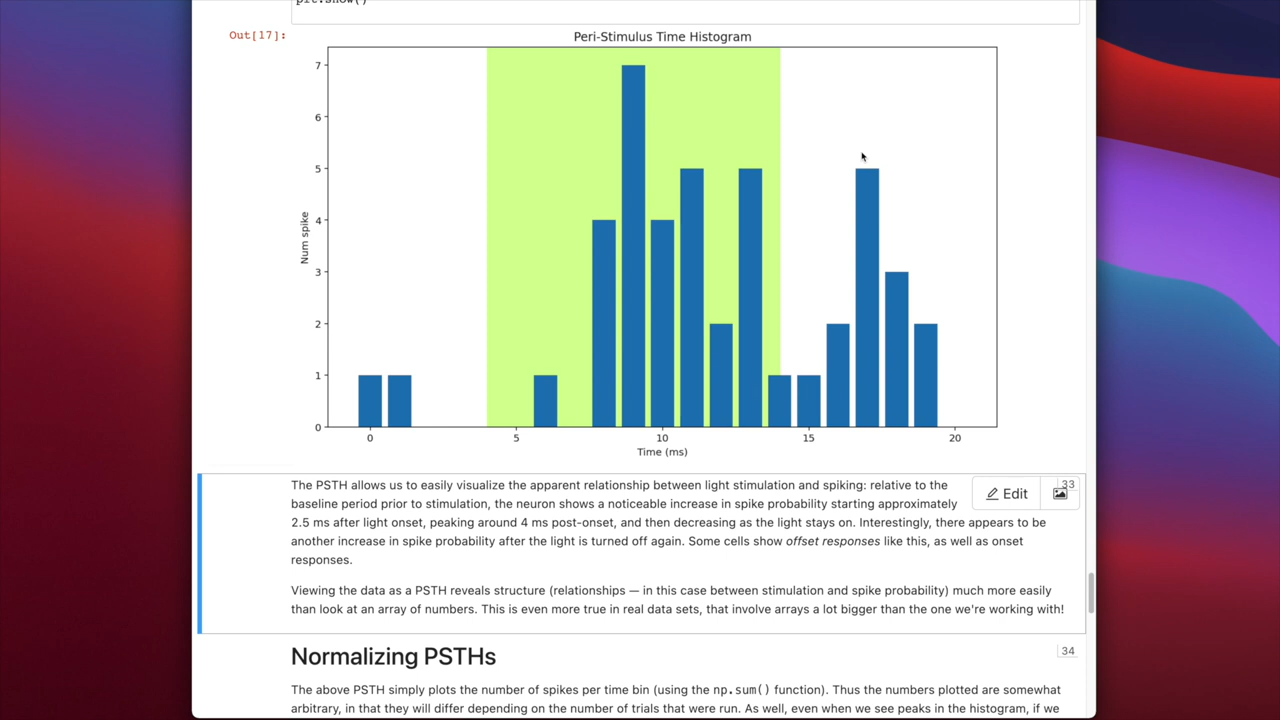 plt.show()
Out[17]:
Peri-Stimulus Time Histogram
7
6
5
4
3
2
1
0
Num spike
0 5 10 15 20
Time (ms)
The PSTH allows us to easily visualize the apparent relationship between light stimulation and spiking: relative to the
baseline period prior to stimulation, the neuron shows a noticeable increase in spike probability starting approximately
2.5 ms after light onset, peaking around 4 ms post-onset, and then decreasing as the light stays on. Interestingly, there appears to be
another increase in spike probability after the light is turned off again. Some cells show offset responses like this, as well as onset
responses.
33
Edit
Viewing the data as a PSTH reveals structure (relationships — in this case between stimulation and spike probability) much more easily
than look at an array of numbers. This is even more true in real data sets, that involve arrays a lot bigger than the one we're working with!
Normalizing PSTHs
34
The above PSTH simply plots the number of spikes per time bin (using the np.sum() function). Thus the numbers plotted are somewhat
arbitrary, in that they will differ depending on the number of trials that were run. As well, even when we see peaks in the histogram, if we